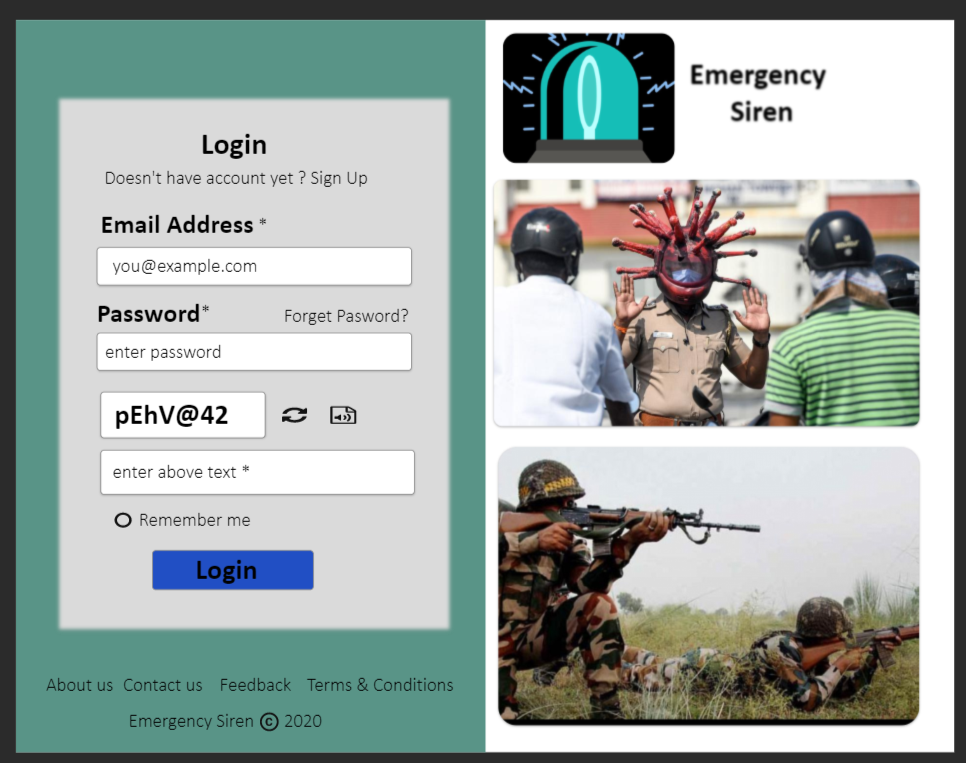 Login
Doesn't have account yet ? Sign Up
Email Address *
you@example.com
Password*
Forget Pasword?
enter password
pEhV@42
enter above text *
Remember me
Login
About us Contact us Feedback Terms & Conditions
Emergency Siren © 2020
Emergency
Siren